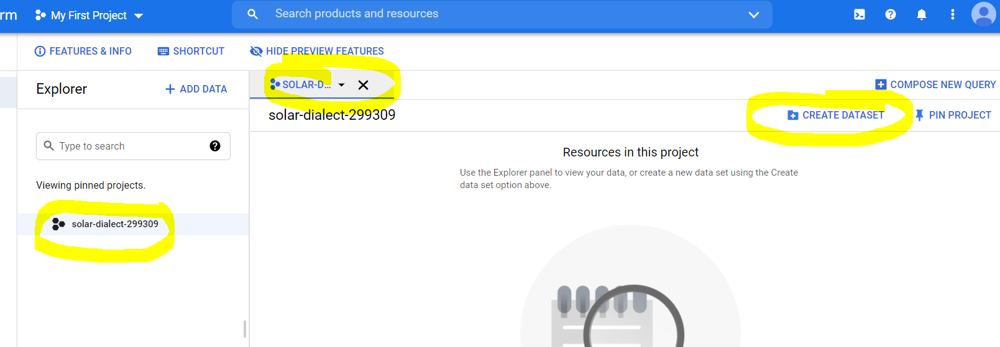 rm My First Project Search products and resources
FEATURES & INFO SHORTCUT HIDE PREVIEW FEATURES
Explorer + ADD DATA
SOLAR-D...
COMPOSE NEW QUERY
solar-dialect-299309
CREATE DATASET PIN PROJECT
Type to search
Viewing pinned projects.
solar-dialect-299309
Resources in this project
Use the Explorer panel to view your data, or create a new data set using the Create
data set option above.